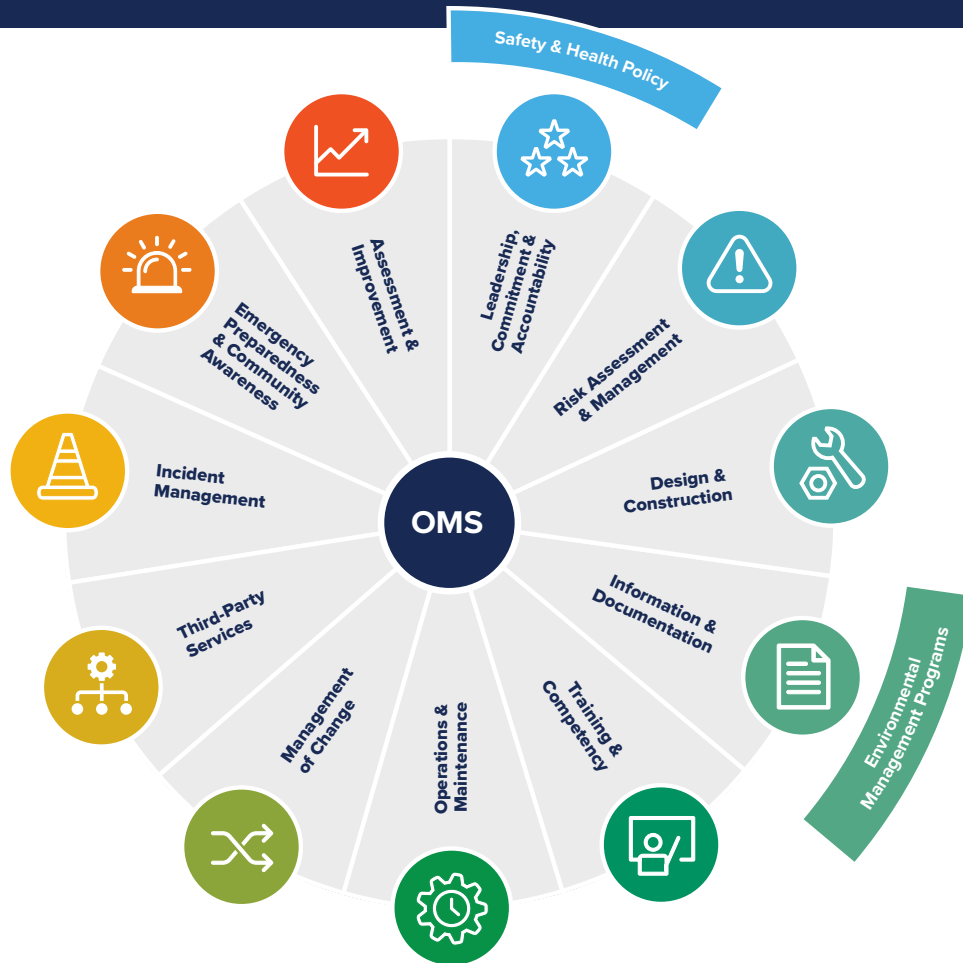 Safety & Health Policy
Leadership,
Commitment &
Accountability
Risk Assessment
& Management
Design &
Construction
Information &
Documentation
Environmental
Management Programs
Training &
Competency
Operations &
Maintenance
Management
of Change
Third-Party
Services
Incident
Management
Emergency
Preparedness
& Community
Awareness
Assessment &
Improvement
OMS